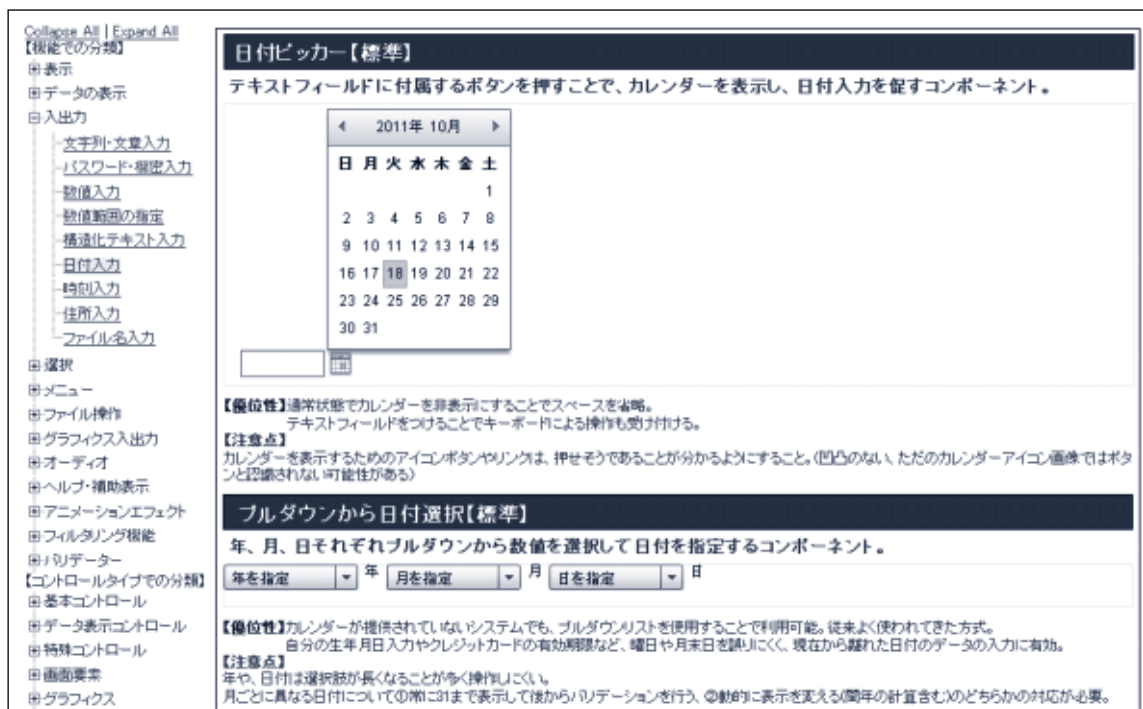 Collapse All | Expand All
【機能での分類】
表示
データの表示
入出力
文字列・文章入力
パスワード・機密入力
数値入力
数値範囲の指定
構造化テキスト入力
日付入力
時刻入力
住所入力
ファイル名入力
選択
メニュー
ファイル操作
グラフィクス入出力
オーディオ
ヘルプ・補助表示
アニメーションエフェクト
フィルタリング機能
バリデーター
【コントロールタイプでの分類】
基本コントロール
データ表示コントロール
特殊コントロール
画面要素
グラフィクス
日付ピッカー【標準】
テキストフィールドに付属するボタンを押すことで、カレンダーを表示し、日付入力を促すコンポーネント。
2011年 10月
日 月 火 水 木 金 土
1
2 3 4 5 6 7 8
9 10 11 12 13 14 15
16 17 18 19 20 21 22
23 24 25 26 27 28 29
30 31
【優位性】通常状態でカレンダーを非表示にすることでスペースを省略。
テキストフィールドをつけることでキーボードによる操作も受け付ける。
【注意点】
カレンダーを表示するためのアイコンボタンやリンクは、押せそうであることが分かるようにすること。(凹凸のない、ただのカレンダーアイコン画像ではボタ
ンと認識されない可能性がある)
プルダウンから日付選択【標準】
年、月、日それぞれプルダウンから数値を選択して日付を指定するコンポーネント。
年を指定 年 月を指定 月 日を指定 日
【優位性】カレンダーが提供されていないシステムでも、プルダウンリストを使用することで利用可能。従来よく使われてきた方式。
自分の生年月日入力やクレジットカードの有効期限など、曜日や月末日を誤りにくく、現在から離れた日付のデータの入力に有効。
【注意点】
年や、日付は選択肢が長くなることが多く操作しにくい。
月ごとに異なる日付について①常に31まで表示して後からバリデーションを行う、②動的に表示を変える(閏年の計算含む)のどちらかの対応が必要。